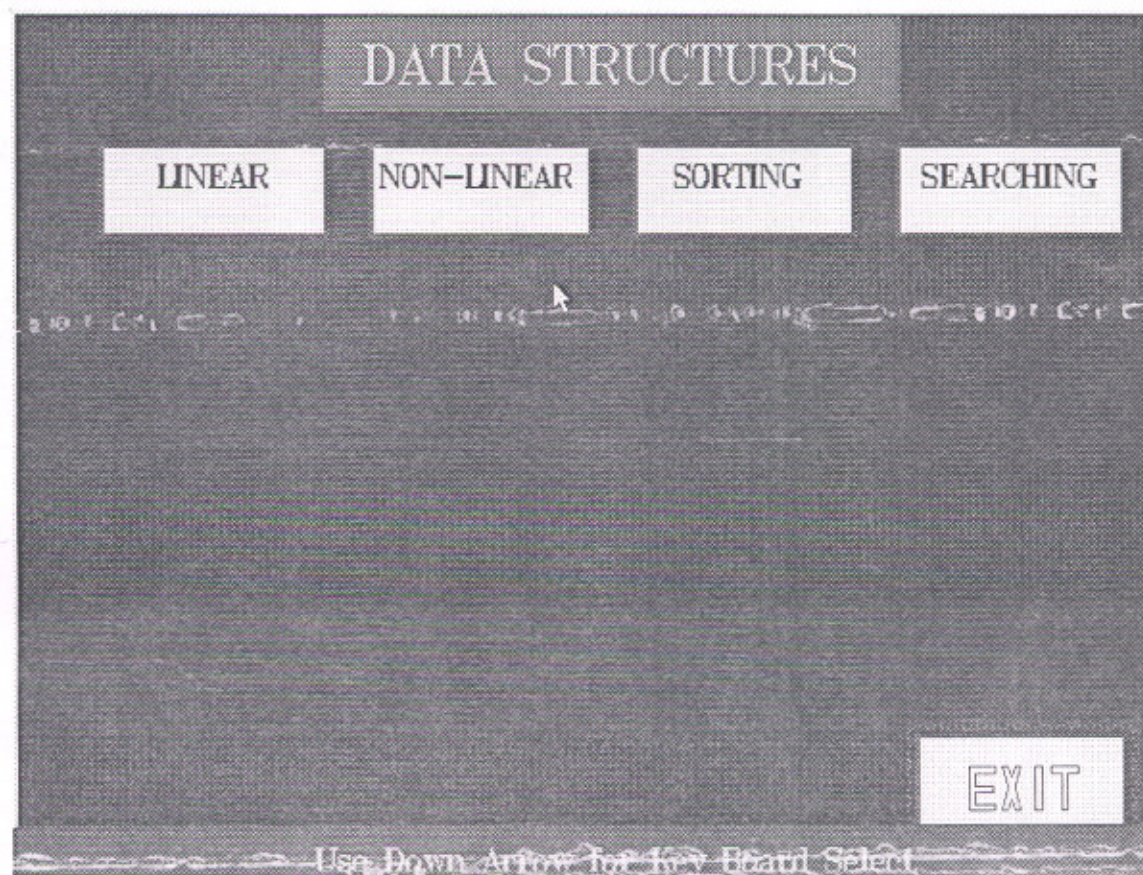 DATA STRUCTURES
LINEAR NON-LINEAR SORTING SEARCHING
EXIT
Use Down Arrow for Key Board Select